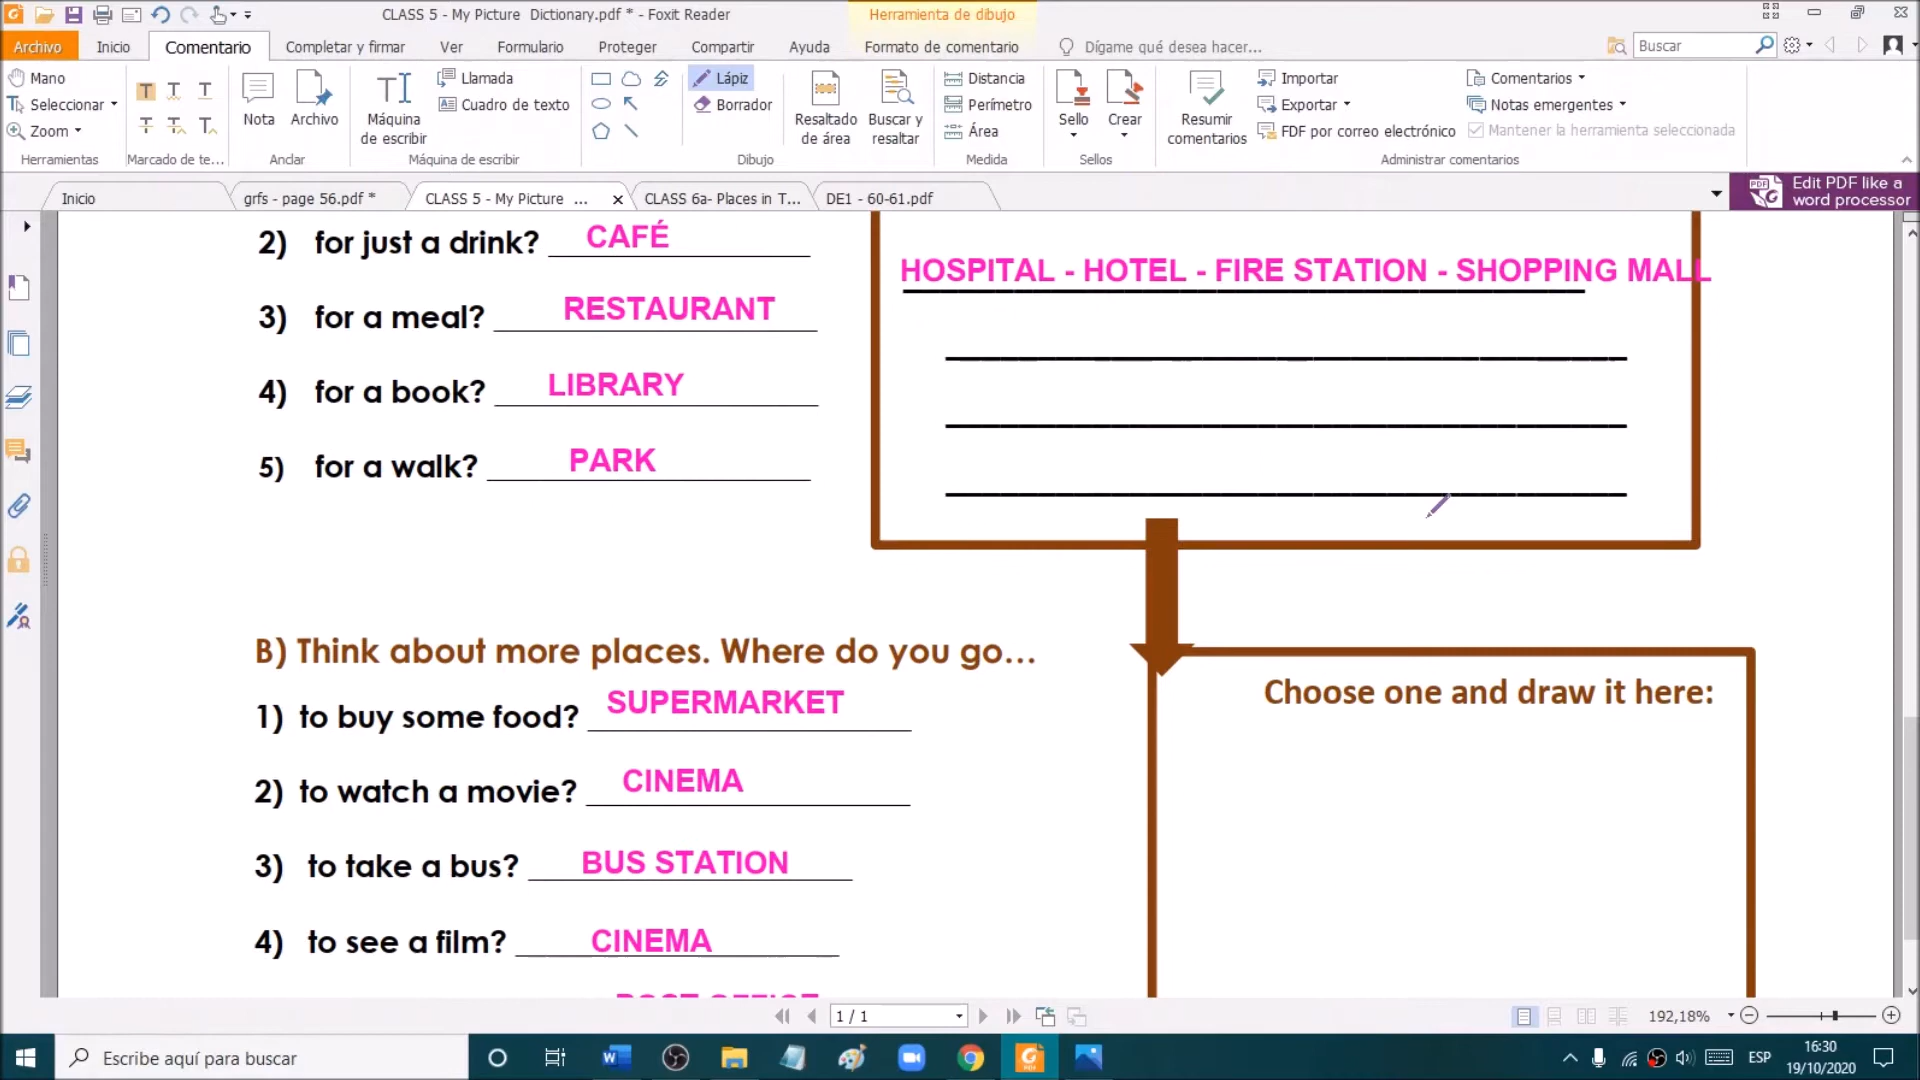 CLASS 5 - My Picture Dictionary.pdf * - Foxit Reader
Herramienta de dibujo
Archivo Inicio Comentario Completar y firmar Ver Formulario Proteger Compartir Ayuda Formato de comentario Dígame qué desea hacer... Buscar
Mano
Seleccionar
Zoom
Herramientas
Marcado de te...
Nota Archivo
Anclar
Máquina de escribir
Llamada
Cuadro de texto
Máquina de escribir
Lápiz
Borrador
Dibujo
Resaltado de área
Buscar y resaltar
Distancia
Perímetro
Área
Medida
Sello Crear
Sellos
Resumir comentarios
Importar
Exportar
FDF por correo electrónico
Comentarios
Notas emergentes
Mantener la herramienta seleccionada
Administrar comentarios
Inicio
grfs - page 56.pdf *
CLASS 5 - My Picture ...
CLASS 6a- Places in T...
DE1 - 60-61.pdf
Edit PDF like a
word processor
2) for just a drink? CAFÉ
3) for a meal? RESTAURANT
4) for a book? LIBRARY
5) for a walk? PARK
HOSPITAL - HOTEL - FIRE STATION - SHOPPING MALL
B) Think about more places. Where do you go...
1) to buy some food? SUPERMARKET
2) to watch a movie? CINEMA
3) to take a bus? BUS STATION
4) to see a film? CINEMA
POST OFFICE
Choose one and draw it here:
1 / 1
192,18%
Escribe aquí para buscar
ESP
16:30
19/10/2020